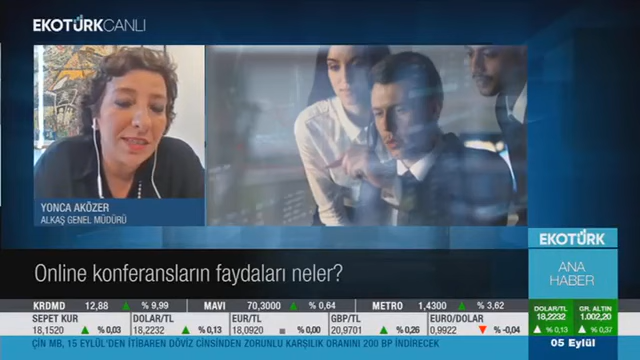 EKOTÜRK CANLI
YONCA AKÖZER
ALKAŞ GENEL MÜDÜRÜ
EKOTÜRK
ANA
HABER
Online konferansların faydaları neler?
KRDMD 12,88 ▲ % 9,99 MAVI 70,3000 ▲ % 0,64 METRO 1,4300 ▲ % 3,62
SEPET KUR DOLAR/TL EUR/TL GBP/TL EURO/DOLAR
18,1520 ▲ % 0,03 18,2232 ▲ % 0,13 18,0920 ■ % 0,00 20,9701 ▲ % 0,26 0,9922 ▼ % -0,04
DOLAR/TL GR. ALTIN
18,2232 1.002,20
▲ % 0,13 ▲ % 0,37
ÇİN MB, 15 EYLÜL'DEN İTİBAREN DÖVİZ CİNSİNDEN ZORUNLU KARŞILIK ORANINI 200 BP İNDİRECEK
05 Eylül